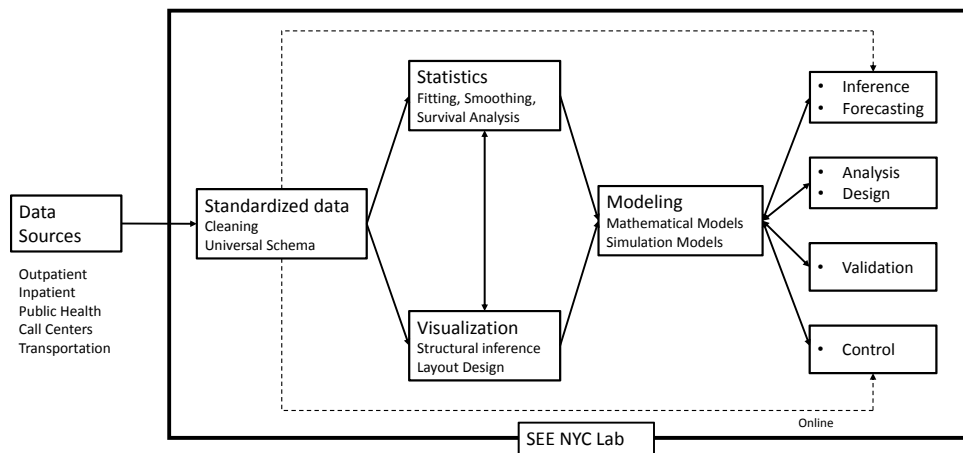 Data
Sources
Outpatient
Inpatient
Public Health
Call Centers
Transportation
Standardized data
Cleaning
Universal Schema
Statistics
Fitting, Smoothing,
Survival Analysis
Visualization
Structural inference
Layout Design
Modeling
Mathematical Models
Simulation Models
• Inference
• Forecasting
• Analysis
• Design
• Validation
• Control
Online
SEE NYC Lab